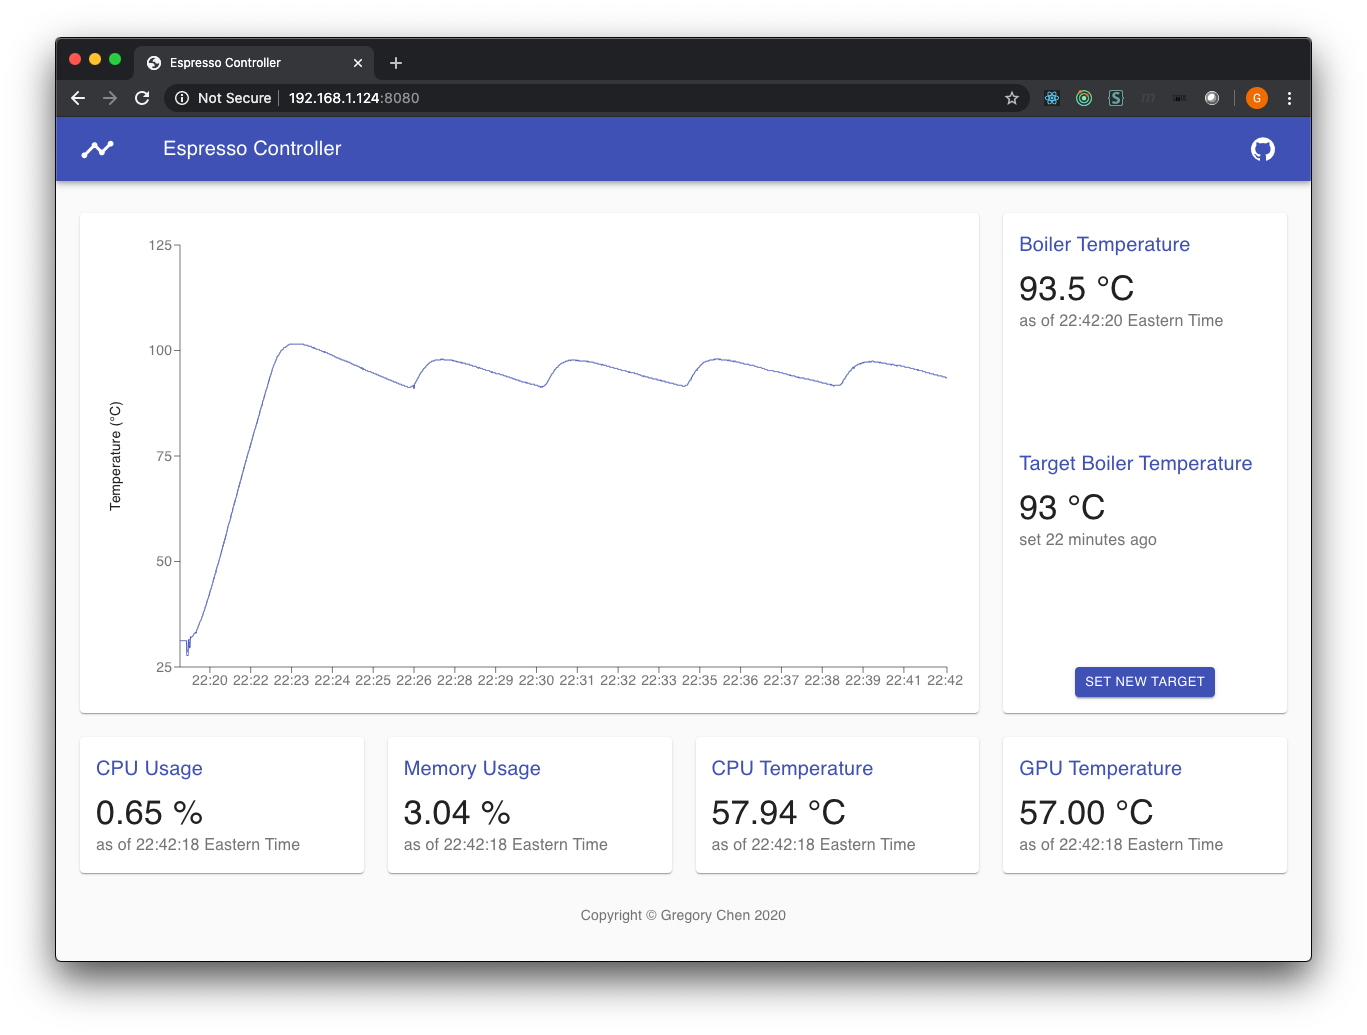 Espresso Controller
Not Secure
192.168.1.124:8080
G
Espresso Controller
125
100
75
50
25
Temperature (°C)
22:20 22:22 22:23 22:24 22:25 22:26 22:28 22:29 22:30 22:31 22:32 22:33 22:35 22:36 22:37 22:38 22:39 22:41 22:42
Boiler Temperature
93.5 °C
as of 22:42:20 Eastern Time
Target Boiler Temperature
93 °C
set 22 minutes ago
SET NEW TARGET
CPU Usage
0.65 %
as of 22:42:18 Eastern Time
Memory Usage
3.04 %
as of 22:42:18 Eastern Time
CPU Temperature
57.94 °C
as of 22:42:18 Eastern Time
GPU Temperature
57.00 °C
as of 22:42:18 Eastern Time
Copyright © Gregory Chen 2020